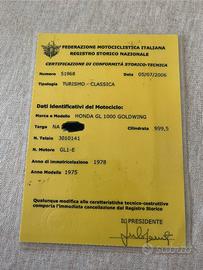 FEDERAZIONE MOTOCICLISTICA ITALIANA
REGISTRO STORICO NAZIONALE
CERTIFICAZIONE DI CONFORMITÀ STORICO-TECNICA
Numero 51968 Data 05/07/2006
Tipologia TURISMO - CLASSICA
Dati identificativi del Motociclo:
Marca e Modello HONDA GL 1000 GOLDWING
Targa NA Cilindrata 999,5
N. Telaio 3010141
N. Motore GL1-E
Anno di immatricolazione 1978
Anno Modello 1975
Qualunque modifica alle caratteristiche tecnico-costruttive
comporta l'immediata cancellazione dal Registro Storico
IL PRESIDENTE